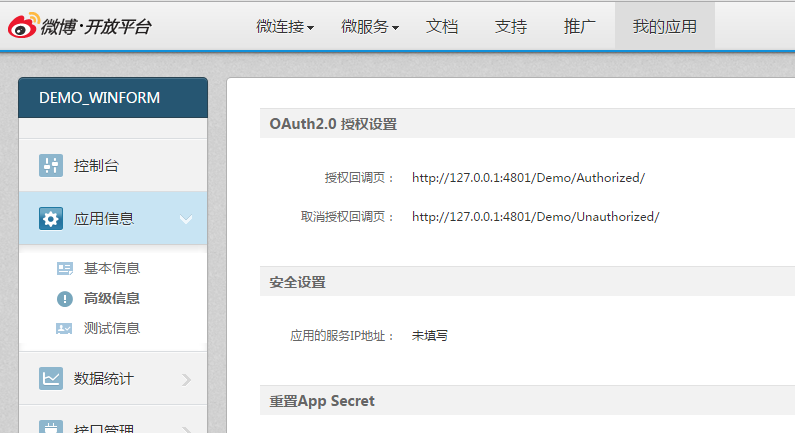 微博·开放平台 微连接 微服务 文档 支持 推广 我的应用
DEMO_WINFORM
控制台
应用信息
基本信息
高级信息
测试信息
数据统计
接口管理
OAuth2.0 授权设置
授权回调页： http://127.0.0.1:4801/Demo/Authorized/
取消授权回调页： http://127.0.0.1:4801/Demo/Unauthorized/
安全设置
应用的服务IP地址： 未填写
重置App Secret